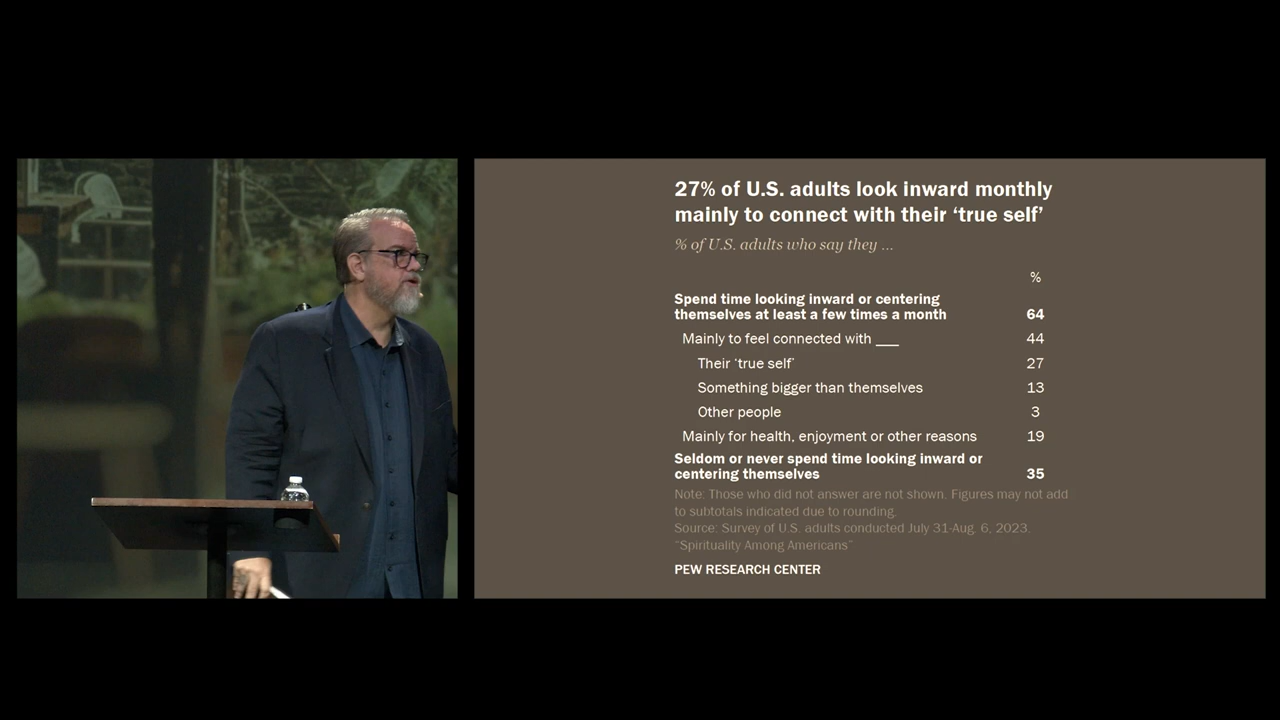 27% of U.S. adults look inward monthly
mainly to connect with their ‘true self’
% of U.S. adults who say they ...
%
Spend time looking inward or centering
themselves at least a few times a month 64
Mainly to feel connected with ___ 44
Their ‘true self’ 27
Something bigger than themselves 13
Other people 3
Mainly for health, enjoyment or other reasons 19
Seldom or never spend time looking inward or
centering themselves 35
Note: Those who did not answer are not shown. Figures may not add
to subtotals indicated due to rounding.
Source: Survey of U.S. adults conducted July 31-Aug. 6, 2023.
“Spirituality Among Americans”
PEW RESEARCH CENTER